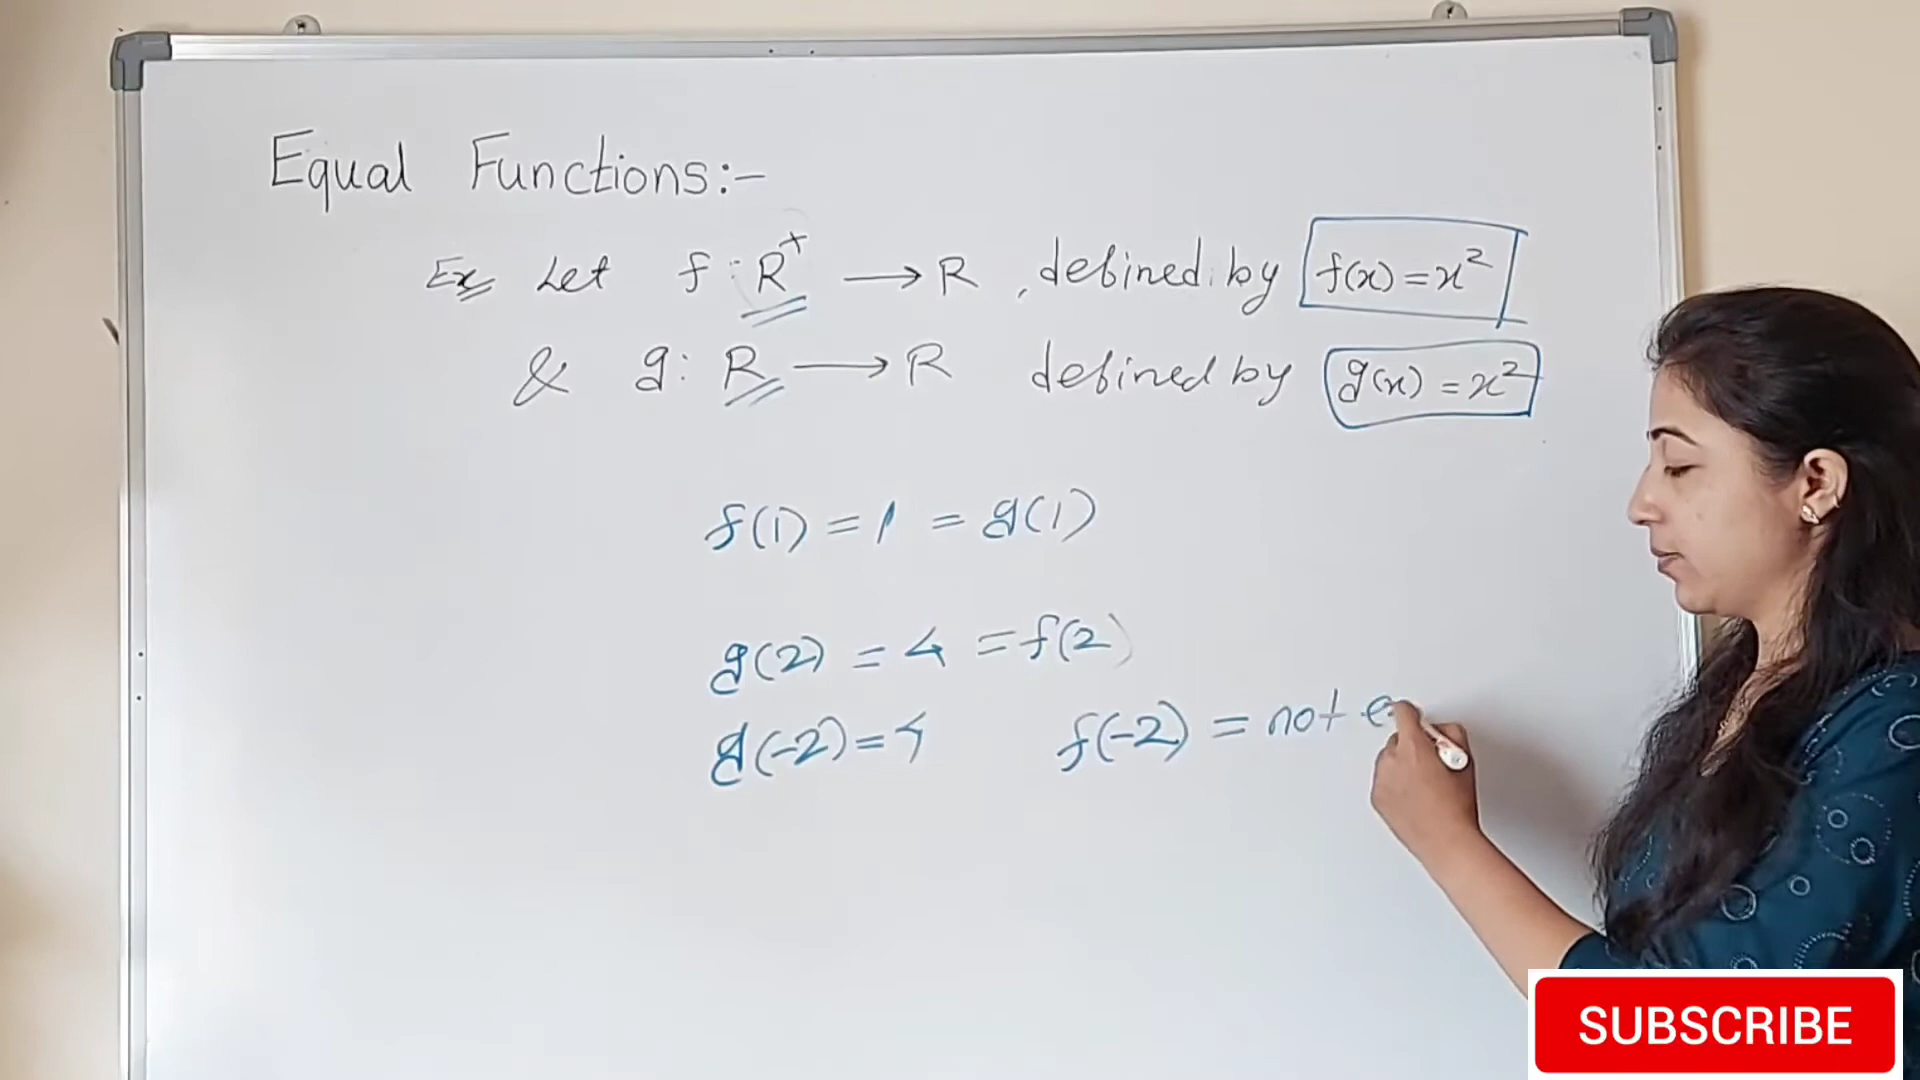 Equal Functions:-
Ex Let f: R⁺ ⟶ R, defined by f(x) = x²
& g: R ⟶ R defined by g(x) = x²
f(1) = 1 = g(1)
g(2) = 4 = f(2)
g(-2) = 4 f(-2) = not e
SUBSCRIBE